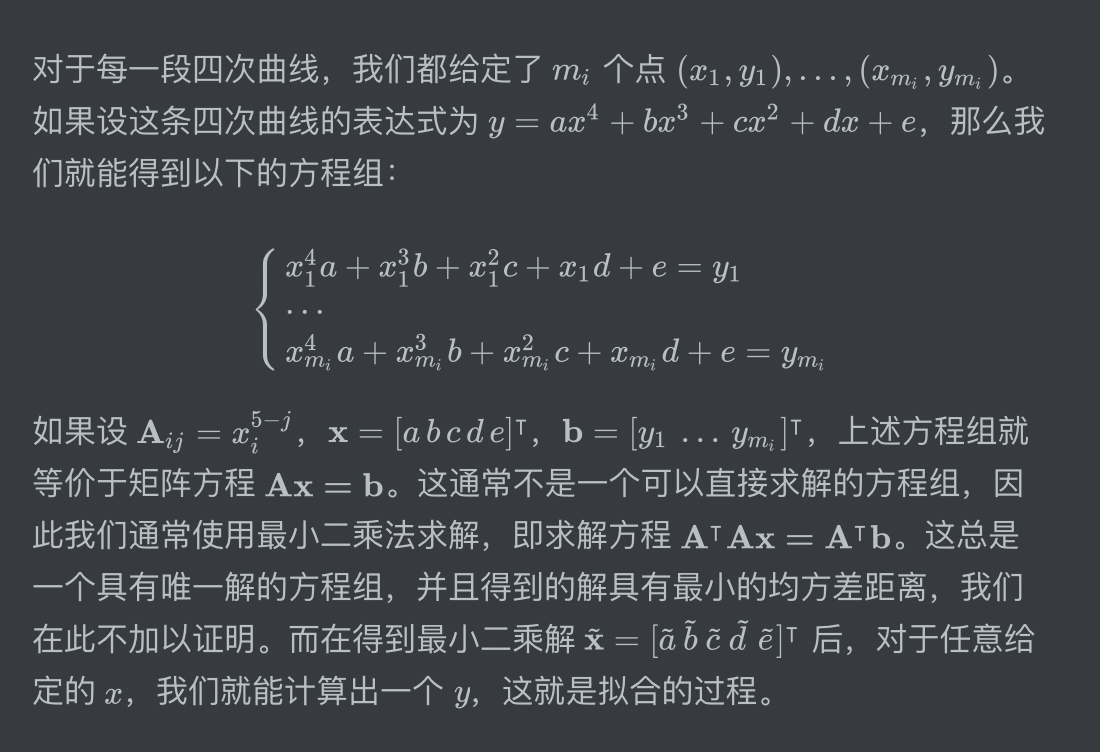 对于每一段四次曲线，我们都给定了 $m_i$ 个点 $(x_1, y_1), \ldots, (x_{m_i}, y_{m_i})$。
如果设这条四次曲线的表达式为 $y = ax^4 + bx^3 + cx^2 + dx + e$，那么我
们就能得到以下的方程组：
$x_1^4 a + x_1^3 b + x_1^2 c + x_1 d + e = y_1$
$\cdots$
$x_{m_i}^4 a + x_{m_i}^3 b + x_{m_i}^2 c + x_{m_i} d + e = y_{m_i}$
如果设 $\mathbf{A}_{ij} = x_i^{5-j}$，$\mathbf{x} = [a\,b\,c\,d\,e]^\intercal$，$\mathbf{b} = [y_1 \ \ldots \ y_{m_i}]^\intercal$，上述方程组就
等价于矩阵方程 $\mathbf{Ax = b}$。这通常不是一个可以直接求解的方程组，因
此我们通常使用最小二乘法求解，即求解方程 $\mathbf{A^\intercal Ax = A^\intercal b}$。这总是
一个具有唯一解的方程组，并且得到的解具有最小的均方差距离，我们
在此不加以证明。而在得到最小二乘解 $\tilde{\mathbf{x}} = [\tilde{a}\,\tilde{b}\,\tilde{c}\,\tilde{d}\,\tilde{e}]^\intercal$ 后，对于任意给
定的 $x$，我们就能计算出一个 $y$，这就是拟合的过程。